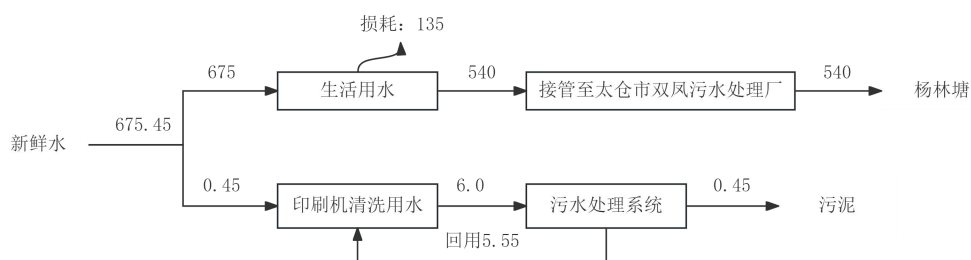 损耗：135
675
生活用水
540
接管至太仓市双凤污水处理厂
540
杨林塘
675.45
新鲜水
0.45
印刷机清洗用水
6.0
污水处理系统
0.45
污泥
回用5.55